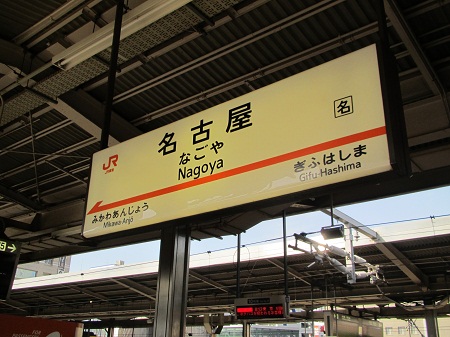 名古屋
名
なごや
Nagoya
JR
みかわあんじょう
Mikawa-Anjō
ぎふはしま
Gifu-Hashima